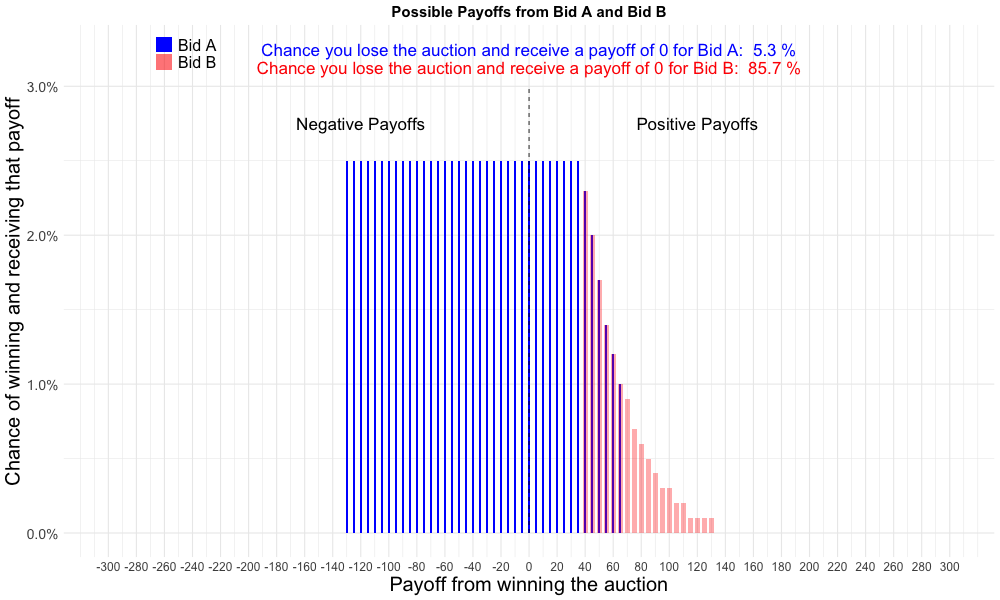 Possible Payoffs from Bid A and Bid B
Bid A
Bid B
Chance you lose the auction and receive a payoff of 0 for Bid A:  5.3 %
Chance you lose the auction and receive a payoff of 0 for Bid B:  85.7 %
Negative Payoffs
Positive Payoffs
Chance of winning and receiving that payoff
3.0%
2.0%
1.0%
0.0%
-300 -280 -260 -240 -220 -200 -180 -160 -140 -120 -100 -80 -60 -40 -20 0 20 40 60 80 100 120 140 160 180 200 220 240 260 280 300
Payoff from winning the auction